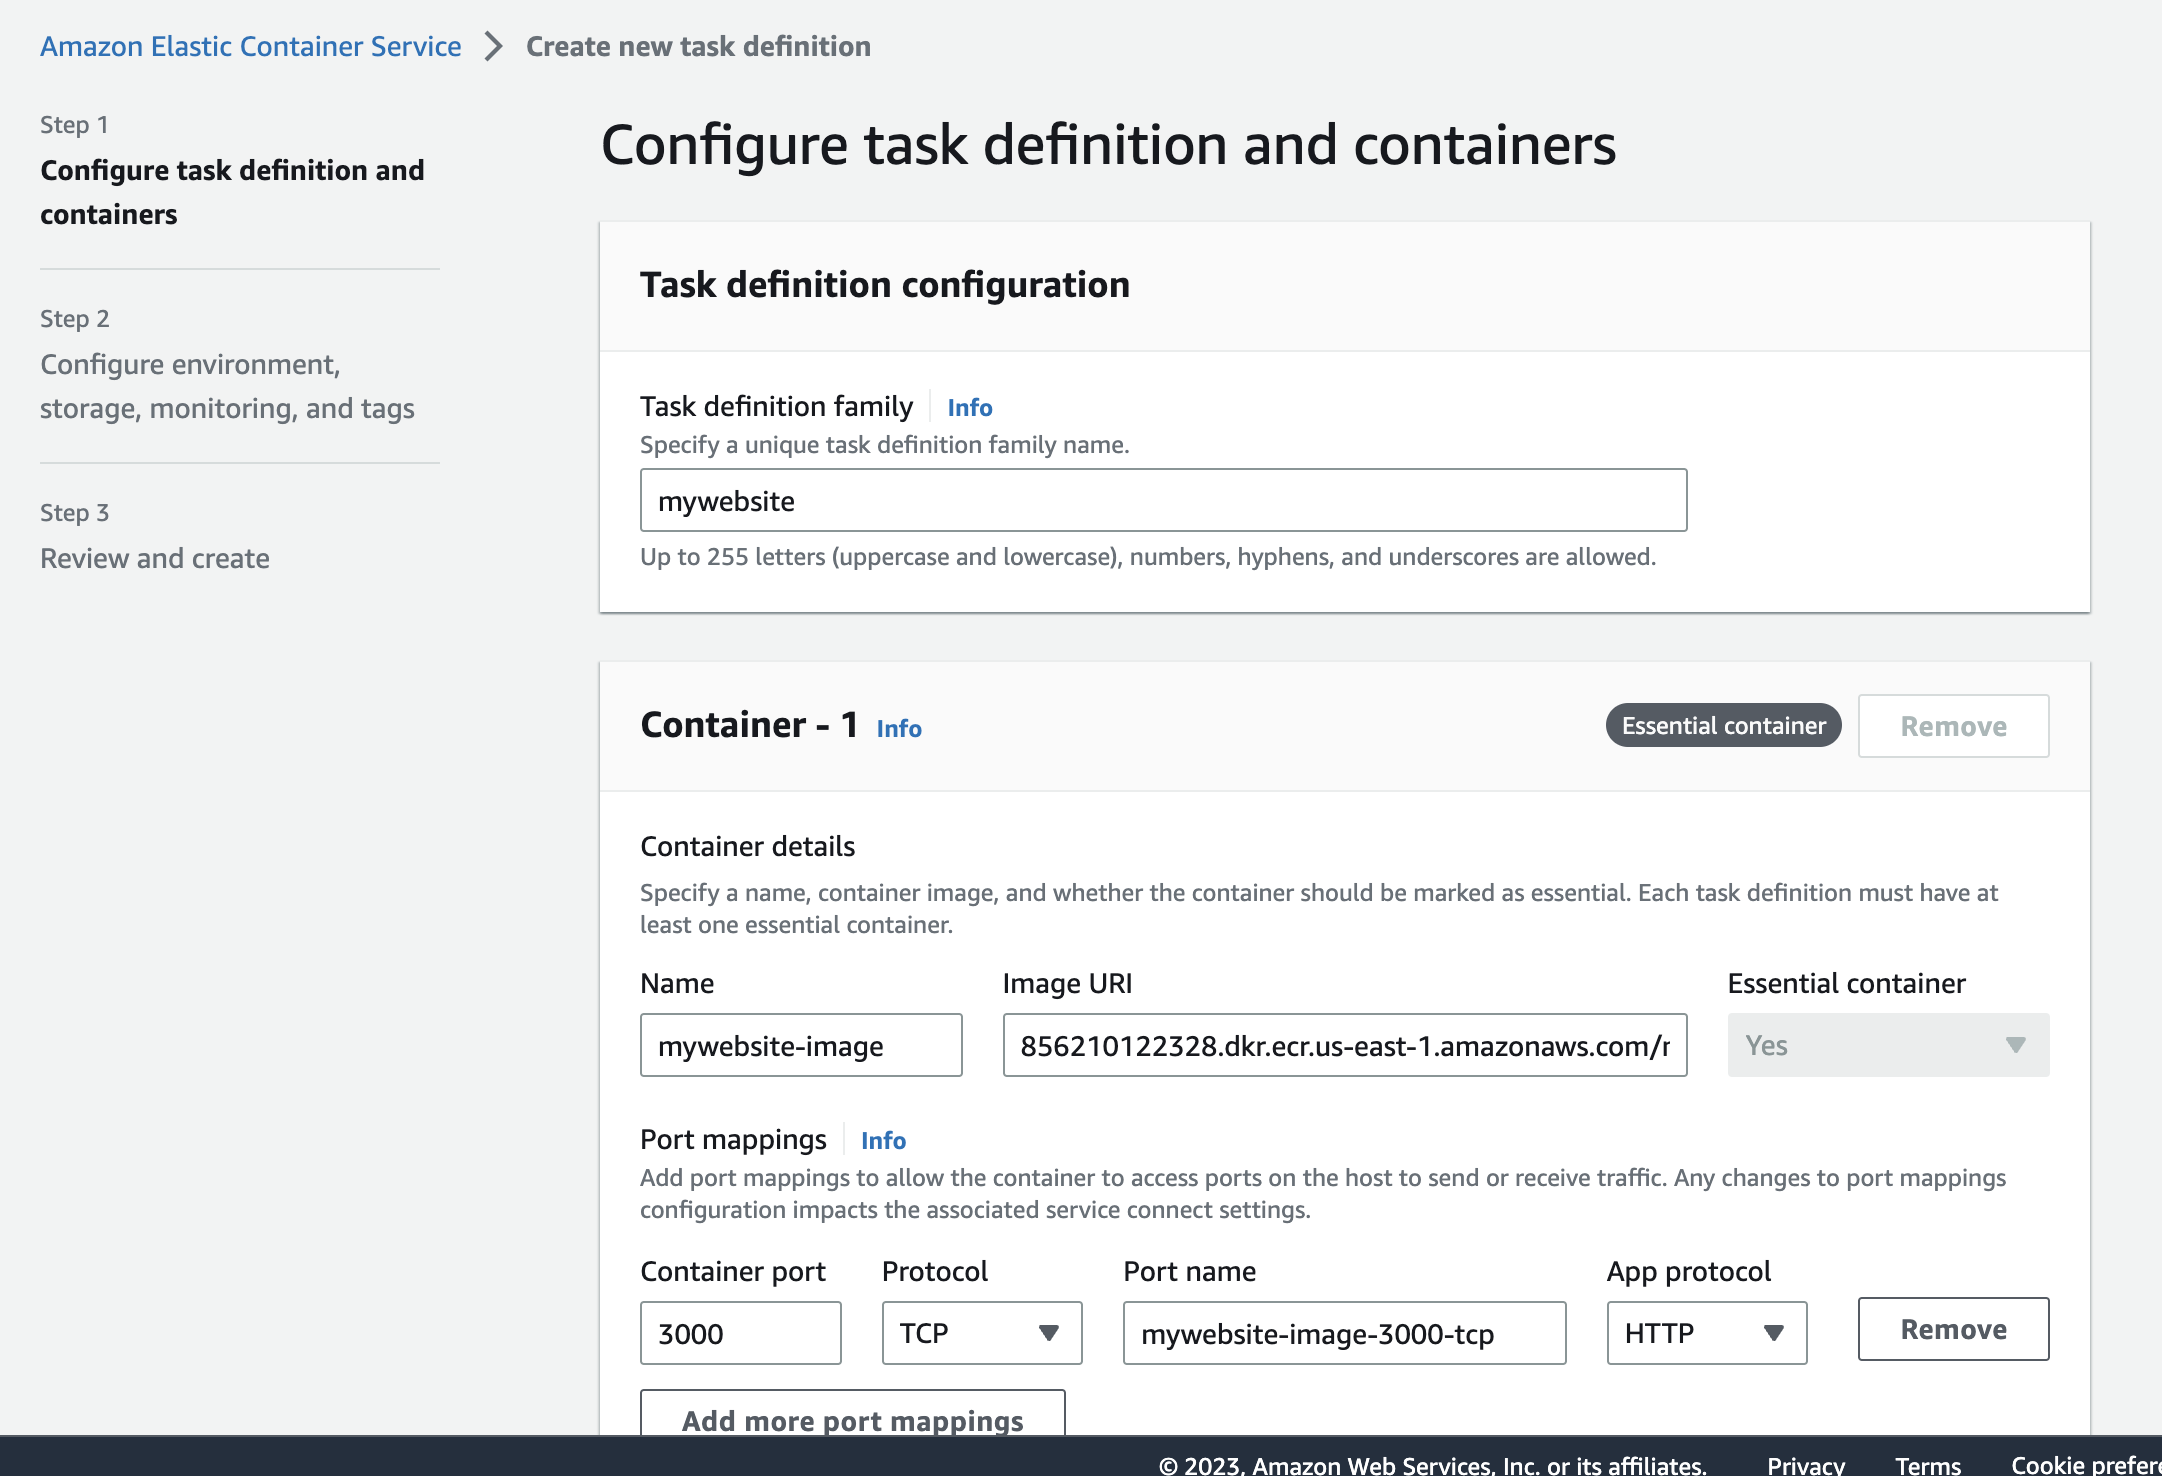 Amazon Elastic Container Service > Create new task definition
Step 1
Configure task definition and
containers
Step 2
Configure environment,
storage, monitoring, and tags
Step 3
Review and create
Configure task definition and containers
Task definition configuration
Task definition family Info
Specify a unique task definition family name.
mywebsite
Up to 255 letters (uppercase and lowercase), numbers, hyphens, and underscores are allowed.
Container - 1 Info Essential container Remove
Container details
Specify a name, container image, and whether the container should be marked as essential. Each task definition must have at
least one essential container.
Name Image URI Essential container
mywebsite-image 856210122328.dkr.ecr.us-east-1.amazonaws.com/ Yes
Port mappings Info
Add port mappings to allow the container to access ports on the host to send or receive traffic. Any changes to port mappings
configuration impacts the associated service connect settings.
Container port Protocol Port name App protocol
3000 TCP mywebsite-image-3000-tcp HTTP Remove
Add more port mappings
© 2023, Amazon Web Services, Inc. or its affiliates. Privacy Terms Cookie prefere